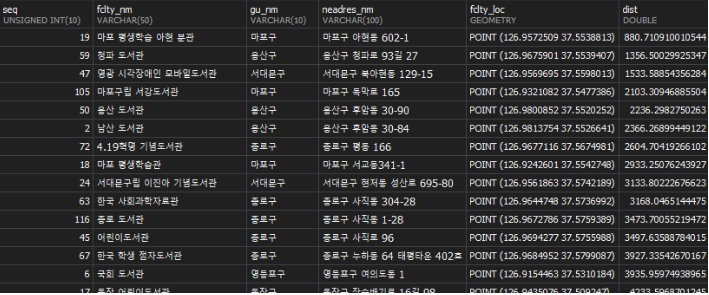 seq fclty_nm gu_nm neadres_nm fclty_loc dist
UNSIGNED INT(10) VARCHAR(50) VARCHAR(10) VARCHAR(100) GEOMETRY DOUBLE
19 마포 평생학습 아현 분관 마포구 마포구 아현동 602-1 POINT (126.9572509 37.5538813) 880.710910010544
59 청파 도서관 용산구 용산구 청파로 93길 27 POINT (126.9675901 37.5539407) 1356.50029925347
47 영광 시각장애인 모바일도서관 서대문구 서대문구 북아현동 129-15 POINT (126.9569695 37.5598013) 1533.58854356284
105 마포구립 서강도서관 마포구 마포구 독막로 165 POINT (126.9321082 37.5477386) 2103.30946885504
50 용산 도서관 용산구 용산구 후암동 30-90 POINT (126.9800852 37.5520252) 2236.2982750263
2 남산 도서관 용산구 용산구 후암동 30-84 POINT (126.9813754 37.5526641) 2366.26899449122
72 4.19혁명 기념도서관 종로구 종로구 평동 166 POINT (126.9677116 37.5674981) 2604.70419266102
18 마포 평생학습관 마포구 마포구 서교동341-1 POINT (126.9242601 37.5542748) 2933.25076243927
24 서대문구립 이진아 기념도서관 서대문구 서대문구 현저동 성산로 695-80 POINT (126.9561863 37.5742189) 3133.80222676623
63 한국 사회과학자료관 종로구 종로구 사직동 304-28 POINT (126.9644748 37.5736992) 3168.0465144475
116 종로 도서관 종로구 종로구 사직동 1-28 POINT (126.9672786 37.5759389) 3473.70055219472
45 어린이도서관 종로구 종로구 사직로 96 POINT (126.9694277 37.5755988) 3497.63588784015
67 한국 학생 점자도서관 종로구 종로구 누하동 64 태평타운 402호 POINT (126.9684952 37.5799087) 3927.33542670167
6 국회 도서관 영등포구 영등포구 여의도동 1 POINT (126.9154463 37.5310184) 3935.95974938965